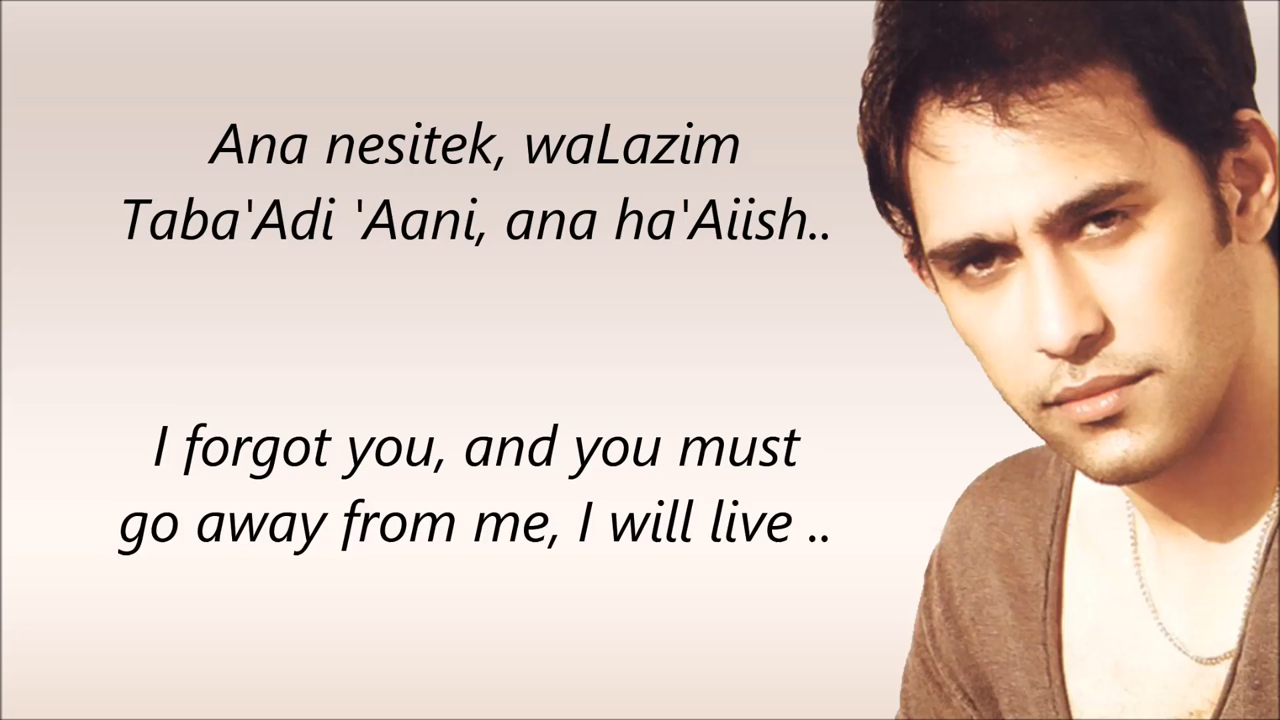 Ana nesitek, waLazim
Taba'Adi 'Aani, ana ha'Aiish..
I forgot you, and you must
go away from me, I will live ..